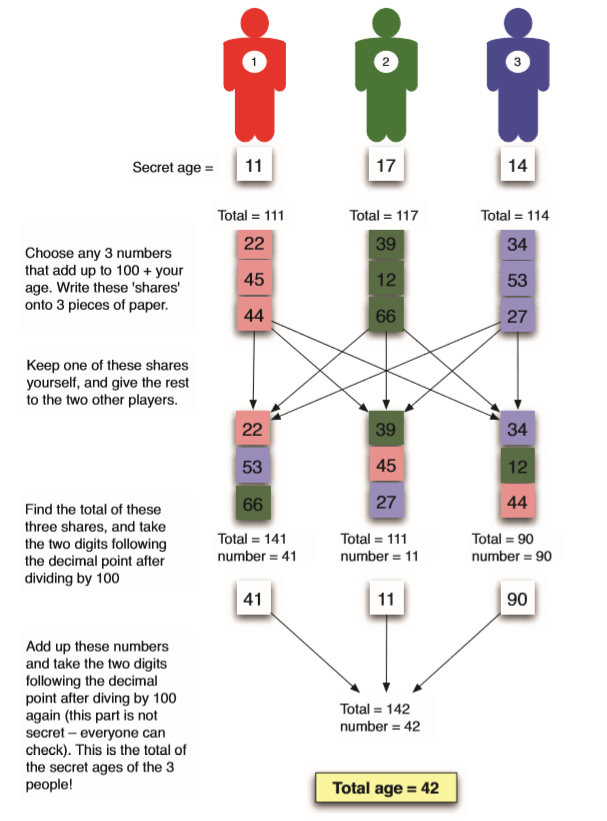 1
2
3
Secret age =
11
17
14
Total = 111
Total = 117
Total = 114
Choose any 3 numbers
that add up to 100 + your
age. Write these 'shares'
onto 3 pieces of paper.
22
39
34
45
12
53
44
66
27
Keep one of these shares
yourself, and give the rest
to the two other players.
22
39
34
53
45
12
66
27
44
Find the total of these
three shares, and take
the two digits following
the decimal point after
dividing by 100
Total = 141
number = 41
Total = 111
number = 11
Total = 90
number = 90
41
11
90
Add up these numbers
and take the two digits
following the decimal
point after diving by 100
again (this part is not
secret – everyone can
check). This is the total of
the secret ages of the 3
people!
Total = 142
number = 42
Total age = 42